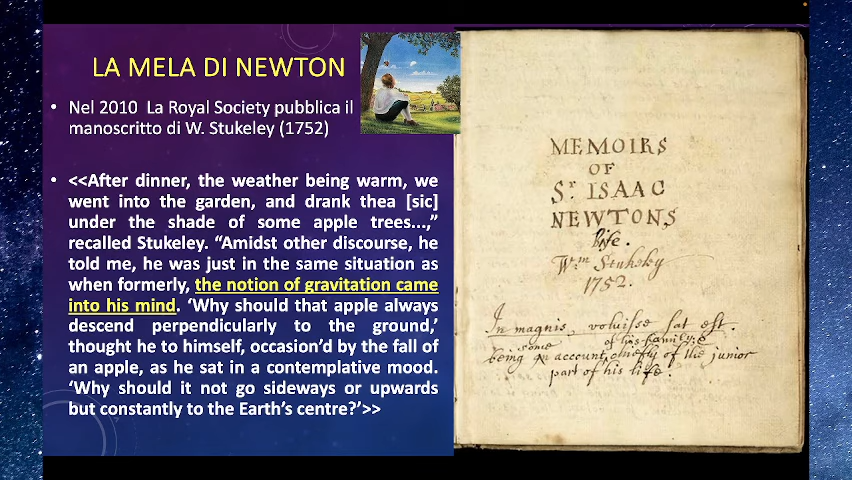 LA MELA DI NEWTON
• Nel 2010 La Royal Society pubblica il
manoscritto di W. Stukeley (1752)
• <<After dinner, the weather being warm, we
went into the garden, and drank thea [sic]
under the shade of some apple trees...,”
recalled Stukeley. “Amidst other discourse, he
told me, he was just in the same situation as
when formerly, the notion of gravitation came
into his mind. ‘Why should that apple always
descend perpendicularly to the ground,’
thought he to himself, occasion’d by the fall of
an apple, as he sat in a contemplative mood.
‘Why should it not go sideways or upwards
but constantly to the Earth’s centre?’>>
MEMOIRS
OF
Sr. ISAAC
NEWTONS
life.
Wm Stukeley
1752.
In magnis, voluisse sat est.
some of his family &
being an account, chiefly of the junior
part of his life.